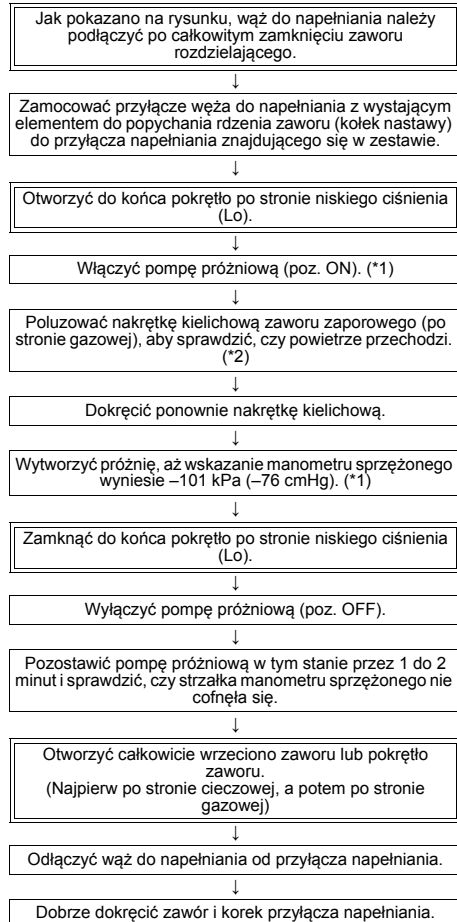 Jak pokazano na rysunku, wąż do napełniania należy
podłączyć po całkowitym zamknięciu zaworu
rozdzielającego.
↓
Zamocować przyłącze węża do napełniania z wystającym
elementem do popychania rdzenia zaworu (kołek nastawy)
do przyłącza napełniania znajdującego się w zestawie.
↓
Otworzyć do końca pokrętło po stronie niskiego ciśnienia
(Lo).
↓
Włączyć pompę próżniową (poz. ON). (*1)
↓
Poluzować nakrętkę kielichową zaworu zaporowego (po
stronie gazowej), aby sprawdzić, czy powietrze przechodzi.
(*2)
↓
Dokręcić ponownie nakrętkę kielichową.
↓
Wytworzyć próżnię, aż wskazanie manometru sprzężonego
wyniesie –101 kPa (–76 cmHg). (*1)
↓
Zamknąć do końca pokrętło po stronie niskiego ciśnienia
(Lo).
↓
Wyłączyć pompę próżniową (poz. OFF).
↓
Pozostawić pompę próżniową w tym stanie przez 1 do 2
minut i sprawdzić, czy strzałka manometru sprzężonego nie
cofnęła się.
↓
Otworzyć całkowicie wrzeciono zaworu lub pokrętło
zaworu.
(Najpierw po stronie cieczowej, a potem po stronie
gazowej)
↓
Odłączyć wąż do napełniania od przyłącza napełniania.
↓
Dobrze dokręcić zawór i korek przyłącza napełniania.